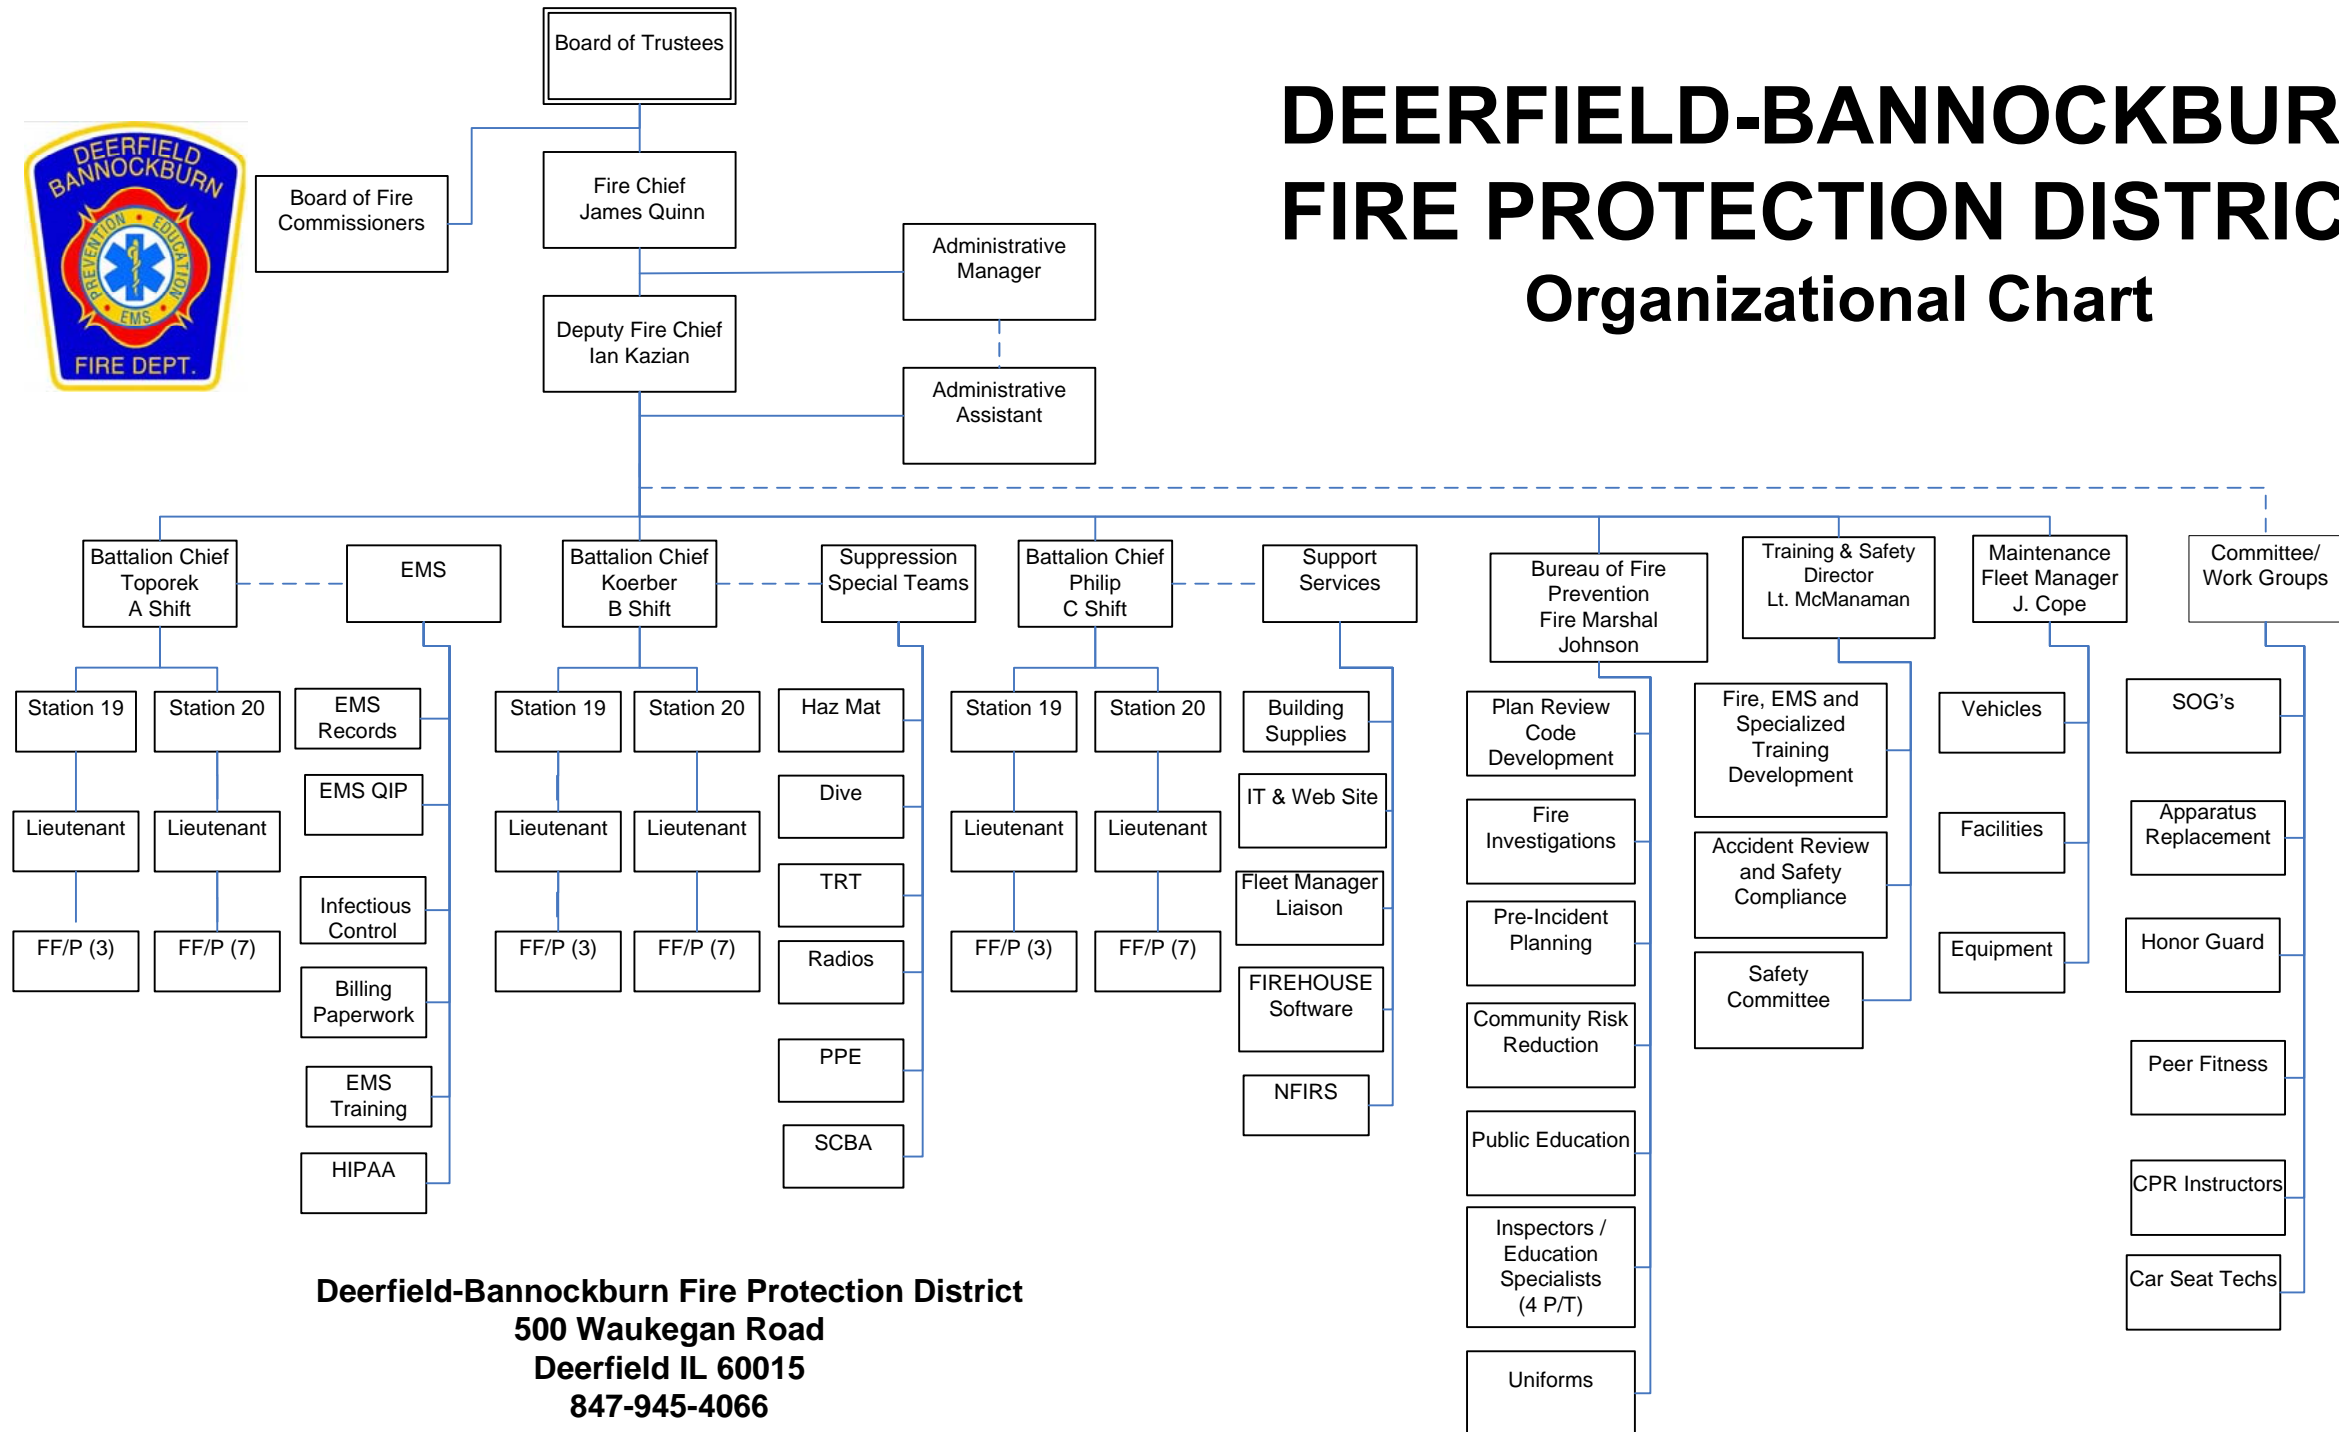 Board of Trustees
DEERFIELD-BANNOCKBUR
FIRE PROTECTION DISTRIC
Organizational Chart
DEERFIELD
BANNOCKBURN
PREVENTION • EDUCATION
• EMS •
FIRE DEPT.
Board of Fire
Commissioners
Fire Chief
James Quinn
Administrative
Manager
Deputy Fire Chief
Ian Kazian
Administrative
Assistant
Battalion Chief
Toporek
A Shift
EMS
Battalion Chief
Koerber
B Shift
Suppression
Special Teams
Battalion Chief
Philip
C Shift
Support
Services
Bureau of Fire
Prevention
Fire Marshal
Johnson
Training & Safety
Director
Lt. McManaman
Maintenance
Fleet Manager
J. Cope
Committee/
Work Groups
Station 19
Lieutenant
FF/P (3)
Station 20
Lieutenant
FF/P (7)
EMS
Records
EMS QIP
Infectious
Control
Billing
Paperwork
EMS
Training
HIPAA
Station 19
Lieutenant
FF/P (3)
Station 20
Lieutenant
FF/P (7)
Haz Mat
Dive
TRT
Radios
PPE
SCBA
Station 19
Lieutenant
FF/P (3)
Station 20
Lieutenant
FF/P (7)
Building
Supplies
IT & Web Site
Fleet Manager
Liaison
FIREHOUSE
Software
NFIRS
Plan Review
Code
Development
Fire
Investigations
Pre-Incident
Planning
Community Risk
Reduction
Public Education
Inspectors /
Education
Specialists
(4 P/T)
Uniforms
Fire, EMS and
Specialized
Training
Development
Accident Review
and Safety
Compliance
Safety
Committee
Vehicles
Facilities
Equipment
SOG's
Apparatus
Replacement
Honor Guard
Peer Fitness
CPR Instructors
Car Seat Techs
Deerfield-Bannockburn Fire Protection District
500 Waukegan Road
Deerfield IL 60015
847-945-4066